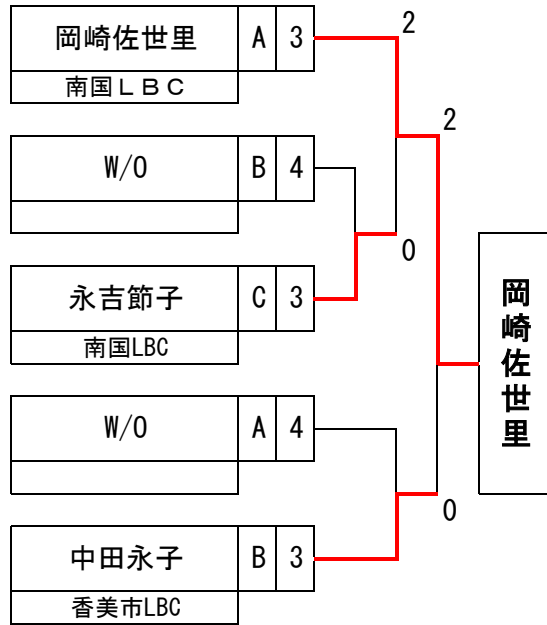 岡崎佐世里 A 3
南国ＬＢＣ
2
2
W/O B 4
0
永吉節子 C 3
南国LBC
岡崎佐世里
W/O A 4
0
中田永子 B 3
香美市LBC